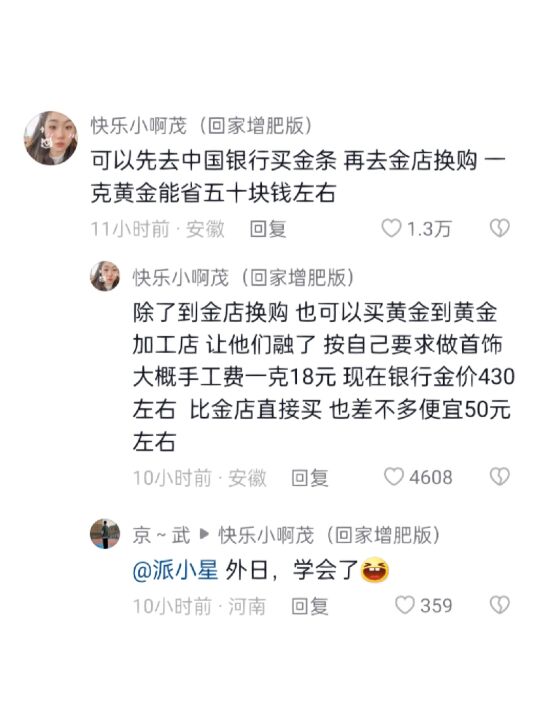 快乐小啊茂（回家增肥版）
可以先去中国银行买金条 再去金店换购 一
克黄金能省五十块钱左右
11小时前·安徽 回复 1.3万
快乐小啊茂（回家增肥版）
除了到金店换购 也可以买黄金到黄金
加工店 让他们融了 按自己要求做首饰
大概手工费一克18元 现在银行金价430
左右 比金店直接买 也差不多便宜50元
左右
10小时前·安徽 回复 4608
京~武 ▶ 快乐小啊茂（回家增肥版）
@派小星 外日，学会了
10小时前·河南 回复 359